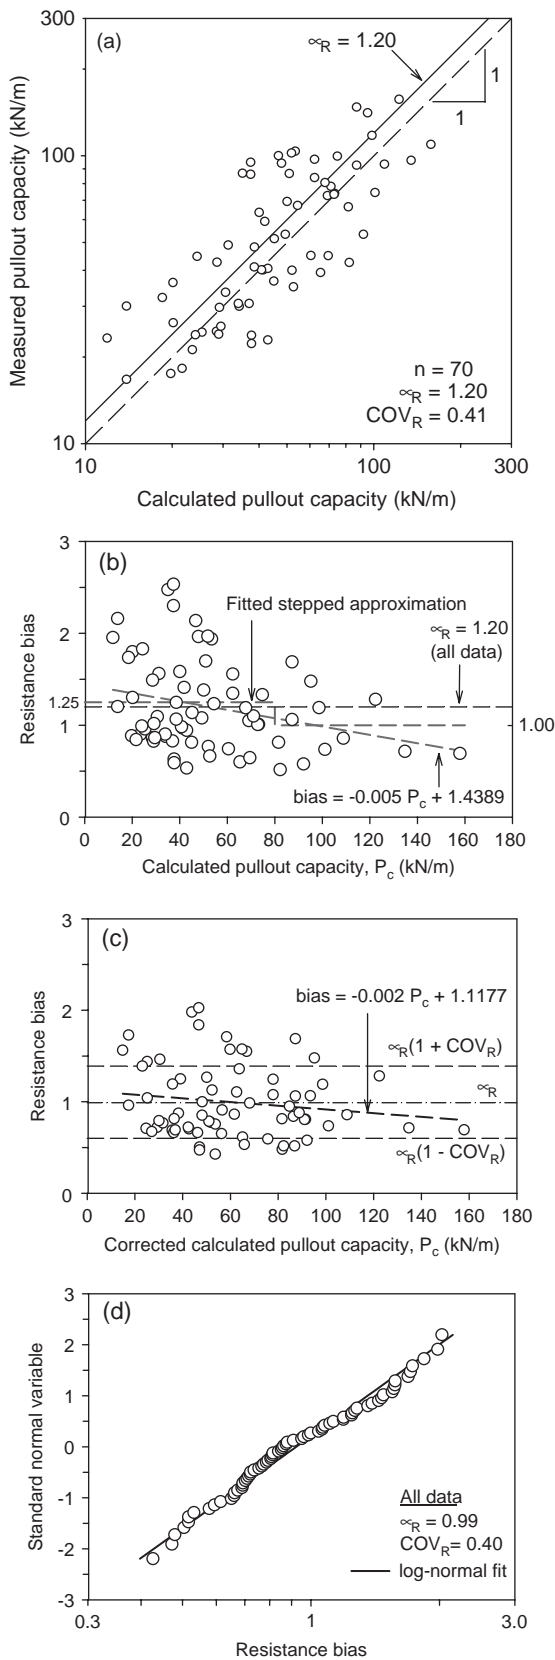 (a)
∝R = 1.20
1
1
n = 70
∝R = 1.20
COVR = 0.41
300
100
10
Measured pullout capacity (kN/m)
10
100
300
Calculated pullout capacity (kN/m)
(b)
3
2
1.25
1
0
Resistance bias
Fitted stepped approximation
∝R = 1.20
(all data)
1.00
bias = -0.005 Pc + 1.4389
0 20 40 60 80 100 120 140 160 180
Calculated pullout capacity, Pc (kN/m)
(c)
3
2
1
0
Resistance bias
bias = -0.002 Pc + 1.1177
∝R(1 + COVR)
∝R
∝R(1 - COVR)
0 20 40 60 80 100 120 140 160 180
Corrected calculated pullout capacity, Pc (kN/m)
(d)
3
2
1
0
-1
-2
-3
Standard normal variable
All data
∝R = 0.99
COVR= 0.40
log-normal fit
0.3
1
3.0
Resistance bias